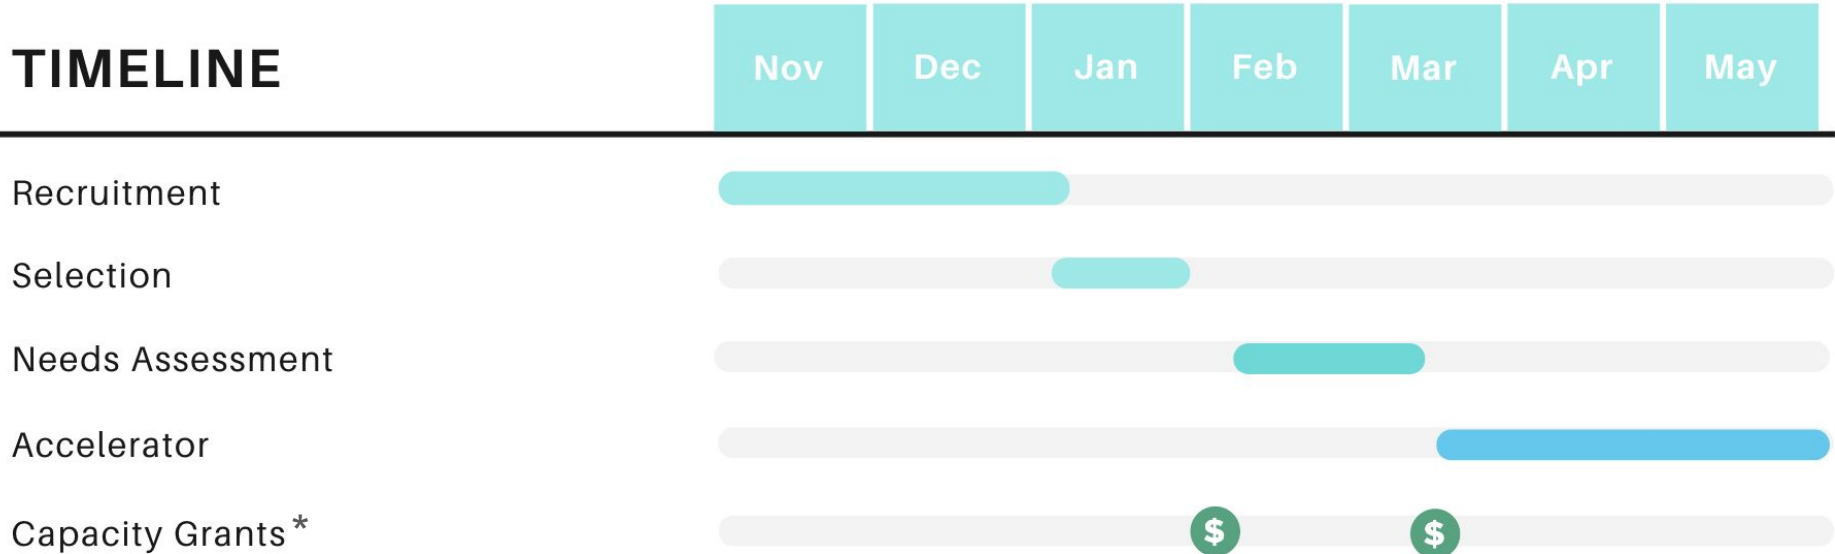 TIMELINE Nov Dec Jan Feb Mar Apr May
Recruitment
Selection
Needs Assessment
Accelerator
Capacity Grants* $ $